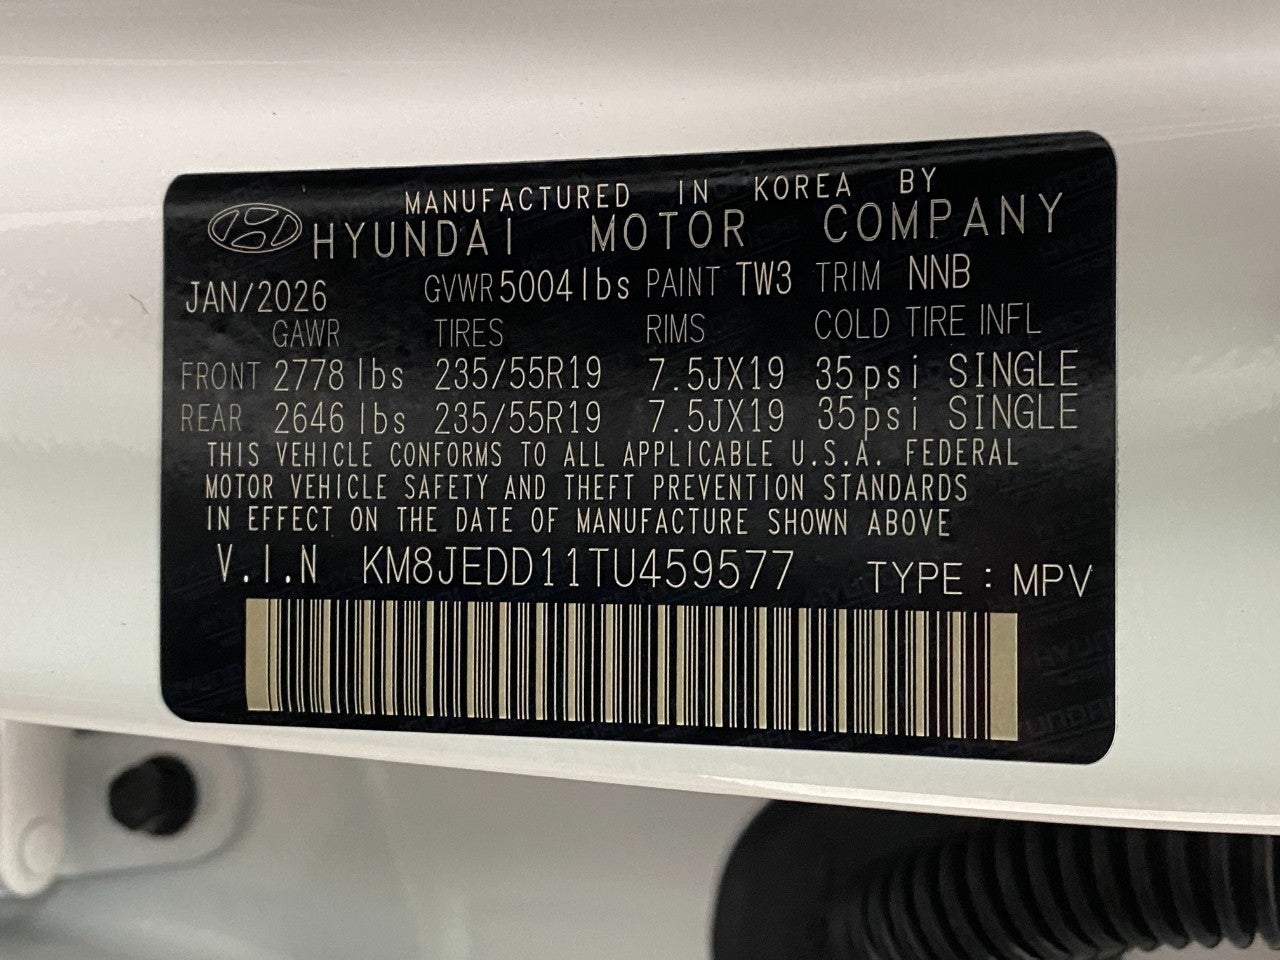 MANUFACTURED IN KOREA BY
HYUNDAI MOTOR COMPANY
JAN/2026 GVWR 5004lbs PAINT TW3 TRIM NNB
GAWR TIRES RIMS COLD TIRE INFL
FRONT 2778 lbs 235/55R19 7.5JX19 35psi SINGLE
REAR 2646 lbs 235/55R19 7.5JX19 35psi SINGLE
THIS VEHICLE CONFORMS TO ALL APPLICABLE U.S.A. FEDERAL
MOTOR VEHICLE SAFETY AND THEFT PREVENTION STANDARDS
IN EFFECT ON THE DATE OF MANUFACTURE SHOWN ABOVE
V.I.N KM8JEDD11TU459577 TYPE : MPV